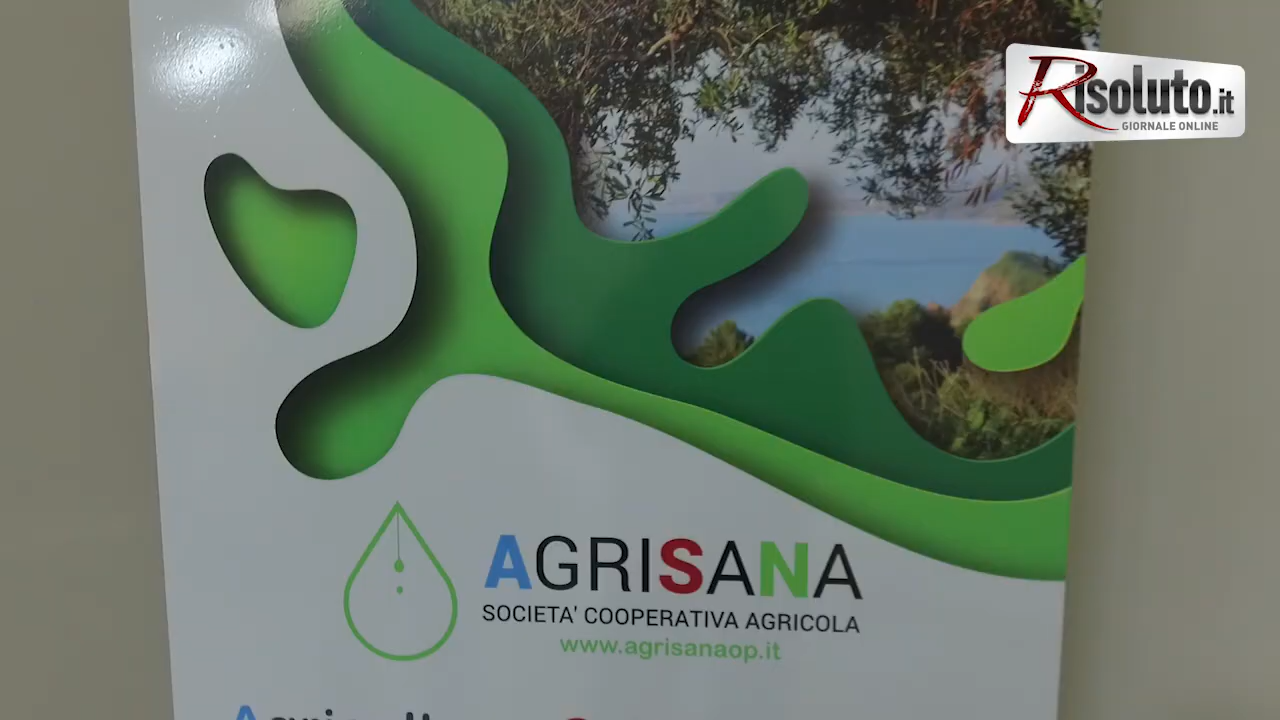 Risoluto.it
GIORNALE ONLINE
AGRISANA
SOCIETA' COOPERATIVA AGRICOLA
www.agrisanaop.it